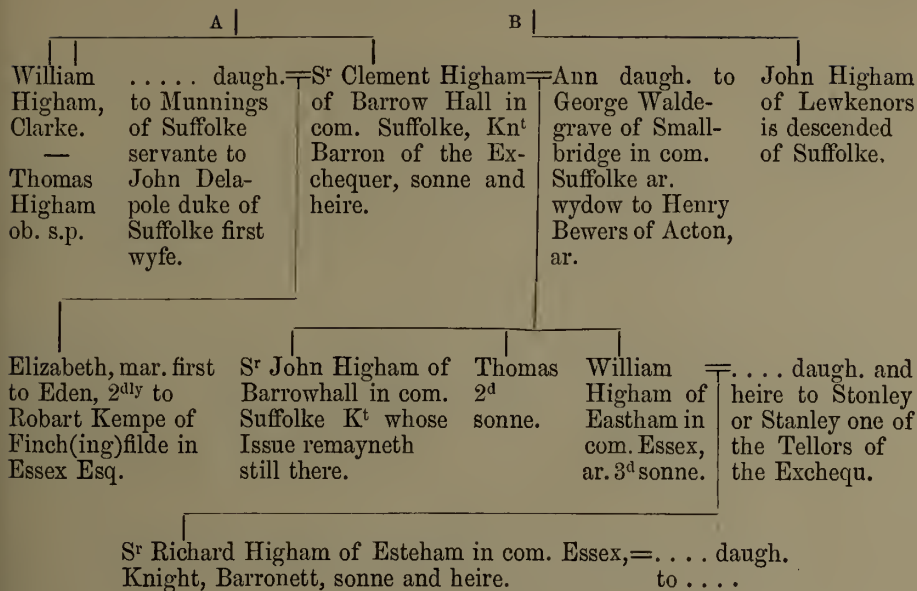 A B
William
Higham,
Clarke.
—
Thomas
Higham
ob. s.p.
. . . . . daugh.
to Munnings
of Suffolke
servante to
John Dela-
pole duke of
Suffolke first
wyfe.
=Sʳ Clement Higham=
of Barrow Hall in
com. Suffolke, Knᵗ
Barron of the Ex-
chequer, sonne and
heire.
Ann daugh. to
George Walde-
grave of Small-
bridge in com.
Suffolke ar.
wydow to Henry
Bewers of Acton,
ar.
John Higham
of Lewkenors
is descended
of Suffolke.
Elizabeth, mar. first
to Eden, 2ᵈˡʸ to
Robart Kempe of
Finch(ing)filde in
Essex Esq.
Sʳ John Higham of
Barrowhall in com.
Suffolke Kᵗ whose
Issue remayneth
still there.
Thomas
2ᵈ
sonne.
William
Higham of
Eastham in
com. Essex,
ar. 3ᵈ sonne.
=. . . . daugh. and
heire to Stonley
or Stanley one of
the Tellors of
the Exchequ.
Sʳ Richard Higham of Esteham in com. Essex,=. . . . daugh.
Knight, Barronett, sonne and heire. to . . . .